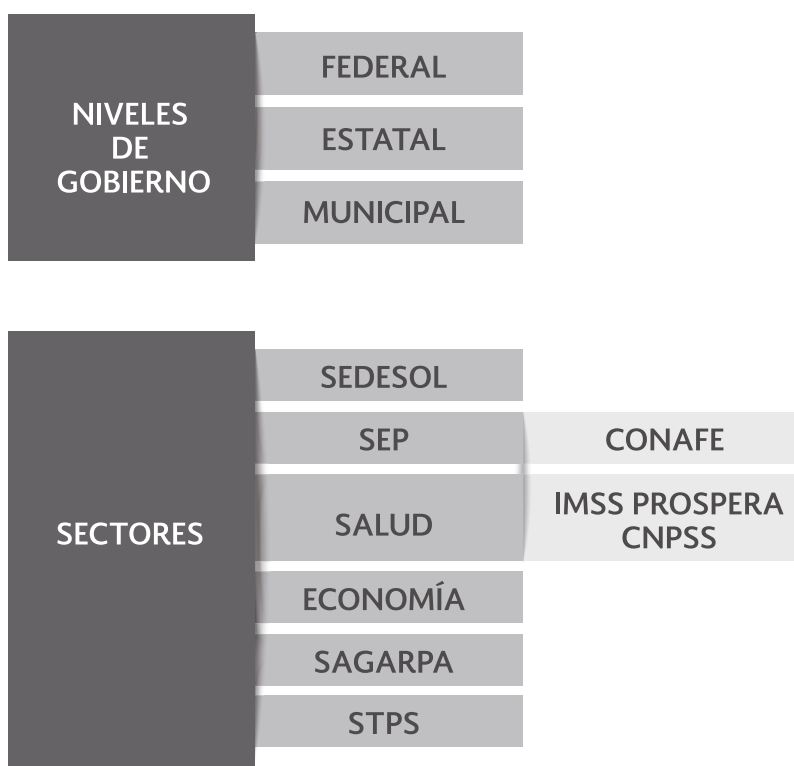 NIVELES
DE
GOBIERNO
FEDERAL
ESTATAL
MUNICIPAL
SECTORES
SEDESOL
SEP
CONAFE
SALUD
IMSS PROSPERA
CNPSS
ECONOMÍA
SAGARPA
STPS